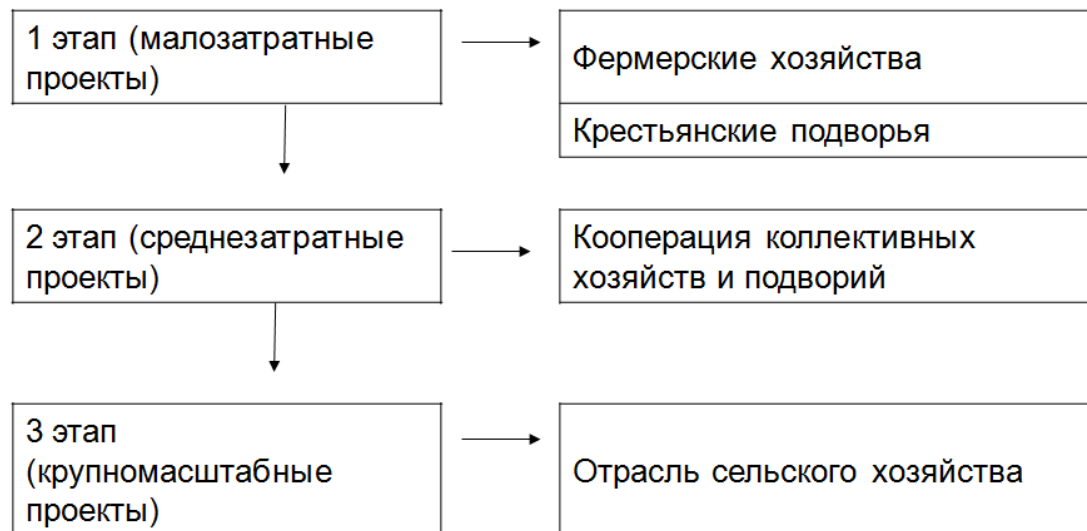 1 этап (малозатратные
проекты)
Фермерские хозяйства
Крестьянские подворья
2 этап (среднезатратные
проекты)
Кооперация коллективных
хозяйств и подворий
3 этап
(крупномасштабные
проекты)
Отрасль сельского хозяйства